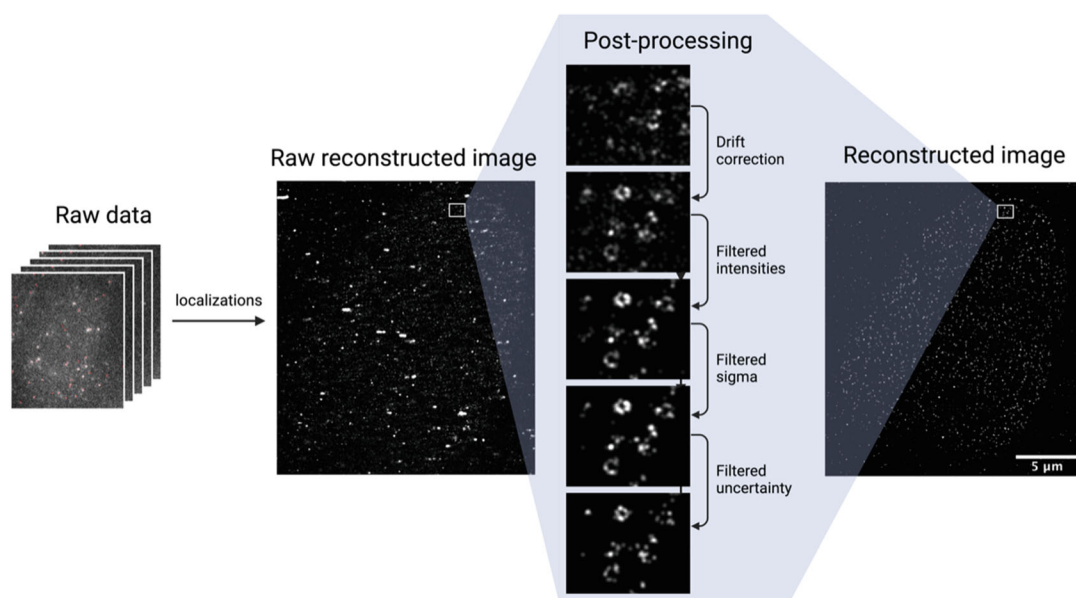 Post-processing
Raw data
localizations
Raw reconstructed image
Drift
correction
Filtered
intensities
Filtered
sigma
Filtered
uncertainty
Reconstructed image
5 μm